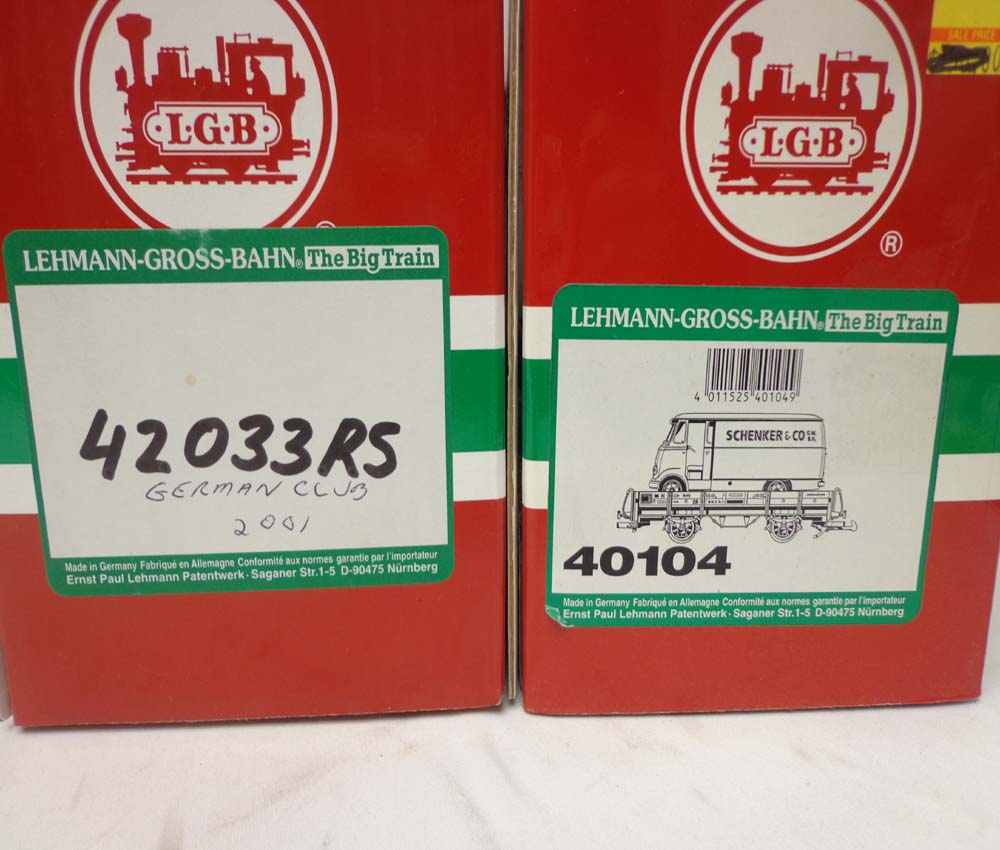 L·G·B
®
LEHMANN-GROSS-BAHN® The Big Train
42033RS
GERMAN CLUB
2001
Made in Germany Fabriqué en Allemagne Conformité aux normes garantie par l'importateur
Ernst Paul Lehmann Patentwerk · Saganer Str.1-5 D-90475 Nürnberg
SALE PRICE
L·G·B
®
LEHMANN-GROSS-BAHN® The Big Train
4 011525 401049
SCHENKER & CO
40104
Made in Germany Fabriqué en Allemagne Conformité aux normes garantie par l'importateur
Ernst Paul Lehmann Patentwerk · Saganer Str.1-5 D-90475 Nürnberg